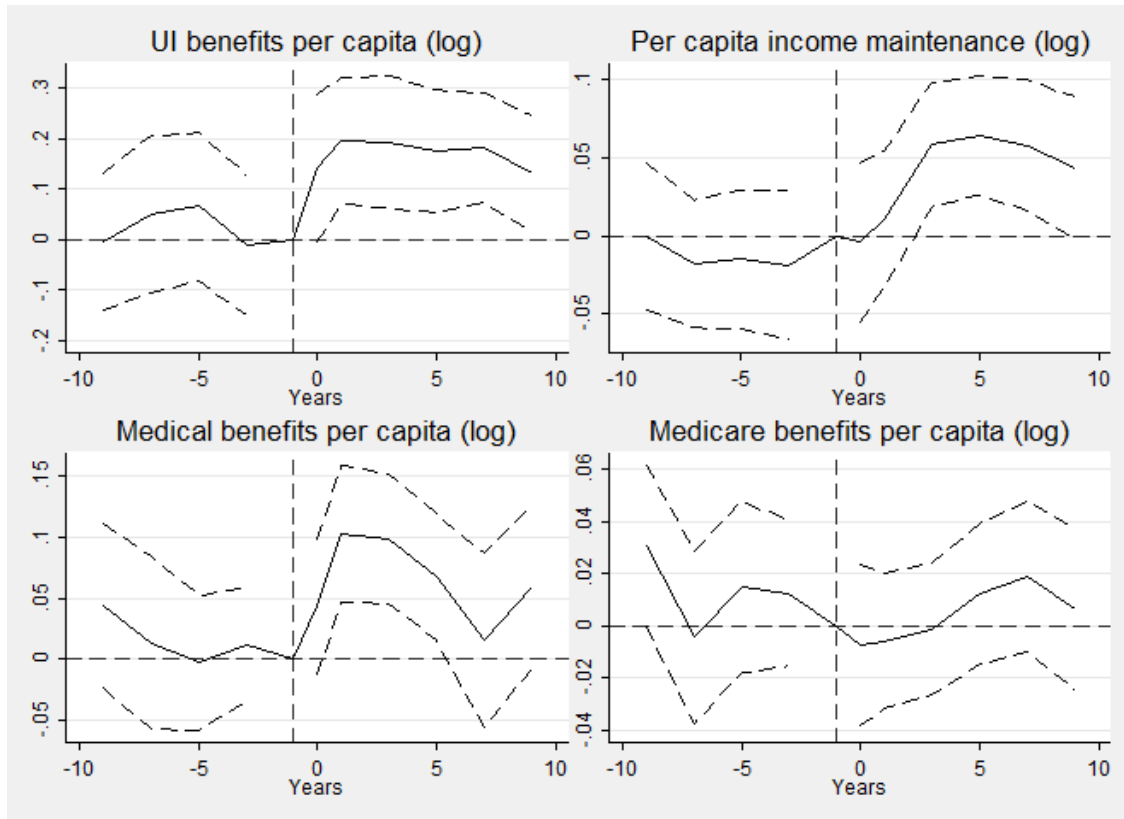 UI benefits per capita (log)
.3
.2
.1
0
-.1
-.2
-10 -5 0 5 10
Years
Per capita income maintenance (log)
.1
.05
0
-.05
-10 -5 0 5 10
Years
Medical benefits per capita (log)
.15
.1
.05
0
-.05
-10 -5 0 5 10
Years
Medicare benefits per capita (log)
.06
.04
.02
0
-.02
-.04
-10 -5 0 5 10
Years